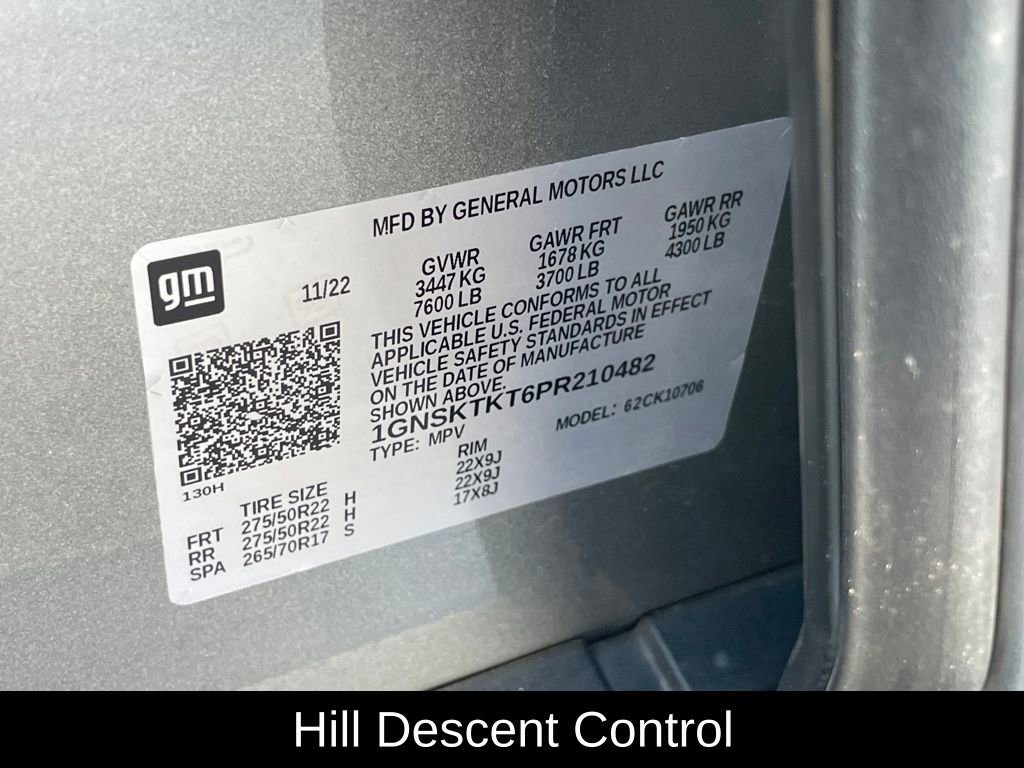 MFD BY GENERAL MOTORS LLC
gm
11/22
GVWR
3447 KG
7600 LB
GAWR FRT
1678 KG
3700 LB
GAWR RR
1950 KG
4300 LB
THIS VEHICLE CONFORMS TO ALL
APPLICABLE U.S. FEDERAL MOTOR
VEHICLE SAFETY STANDARDS IN EFFECT
ON THE DATE OF MANUFACTURE
SHOWN ABOVE.
1GNSKTKT6PR210482
TYPE: MPV
MODEL: 62CK10706
130H
TIRE SIZE
RIM
FRT 275/50R22 H 22X9J
RR 275/50R22 H 22X9J
SPA 265/70R17 S 17X8J
Hill Descent Control